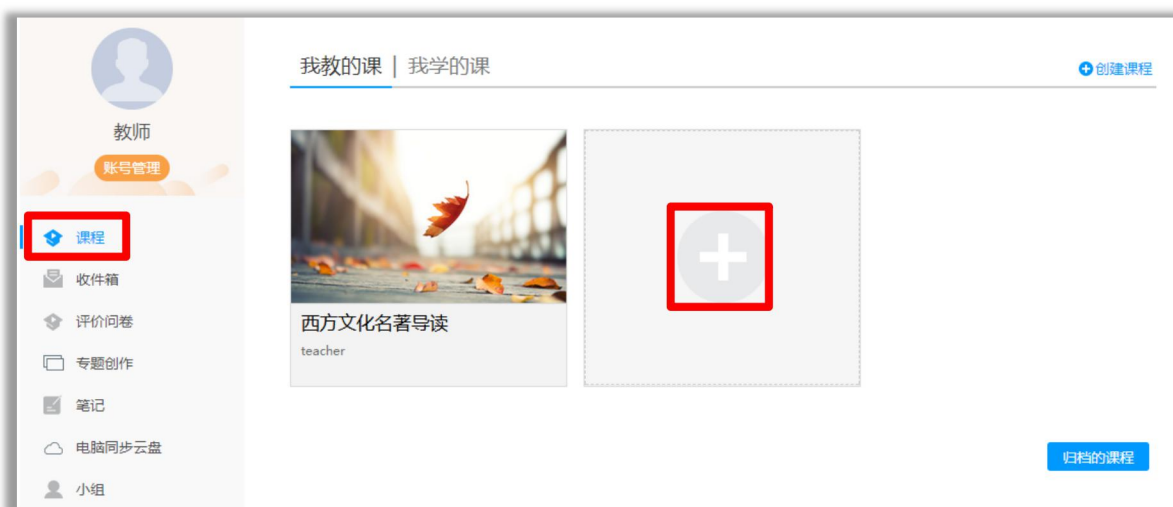 教师
账号管理
课程
收件箱
评价问卷
专题创作
笔记
电脑同步云盘
小组
我教的课 | 我学的课
创建课程
西方文化名著导读
teacher
归档的课程